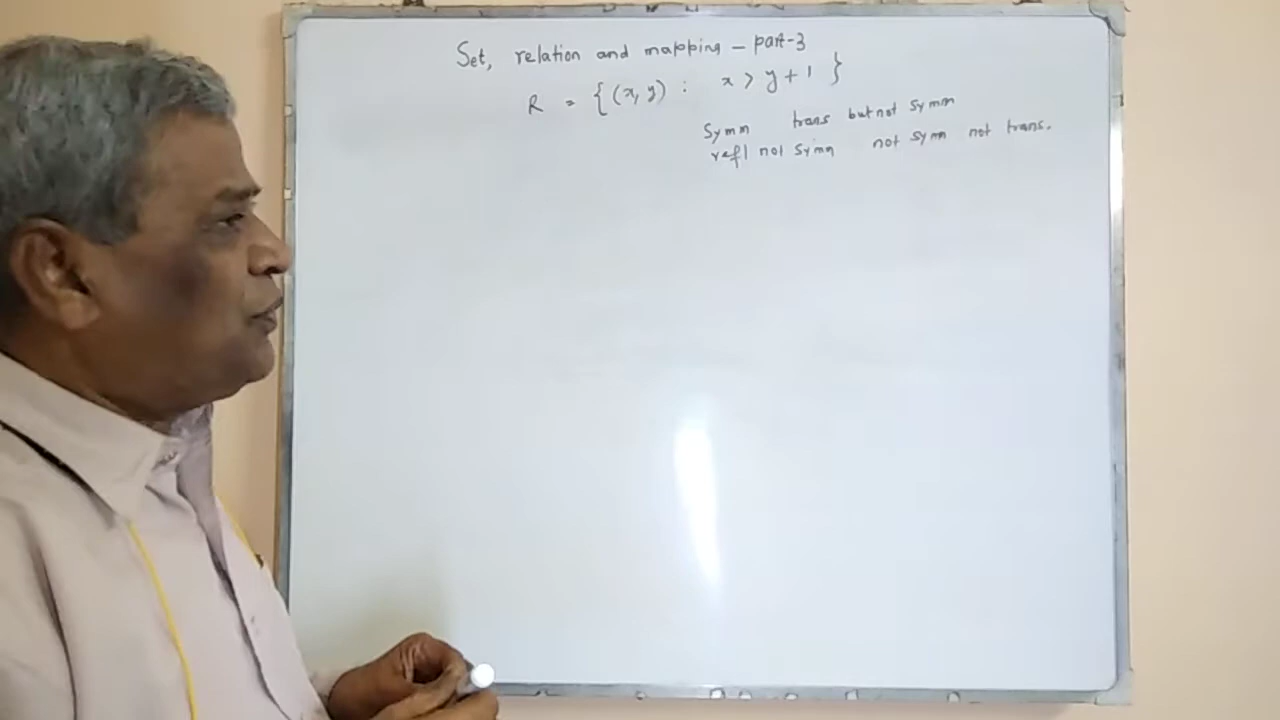 Set, relation and mapping – part-3
R = {(x, y) : x > y + 1 }
Symm trans but not symm
refl not symm not symm not trans.